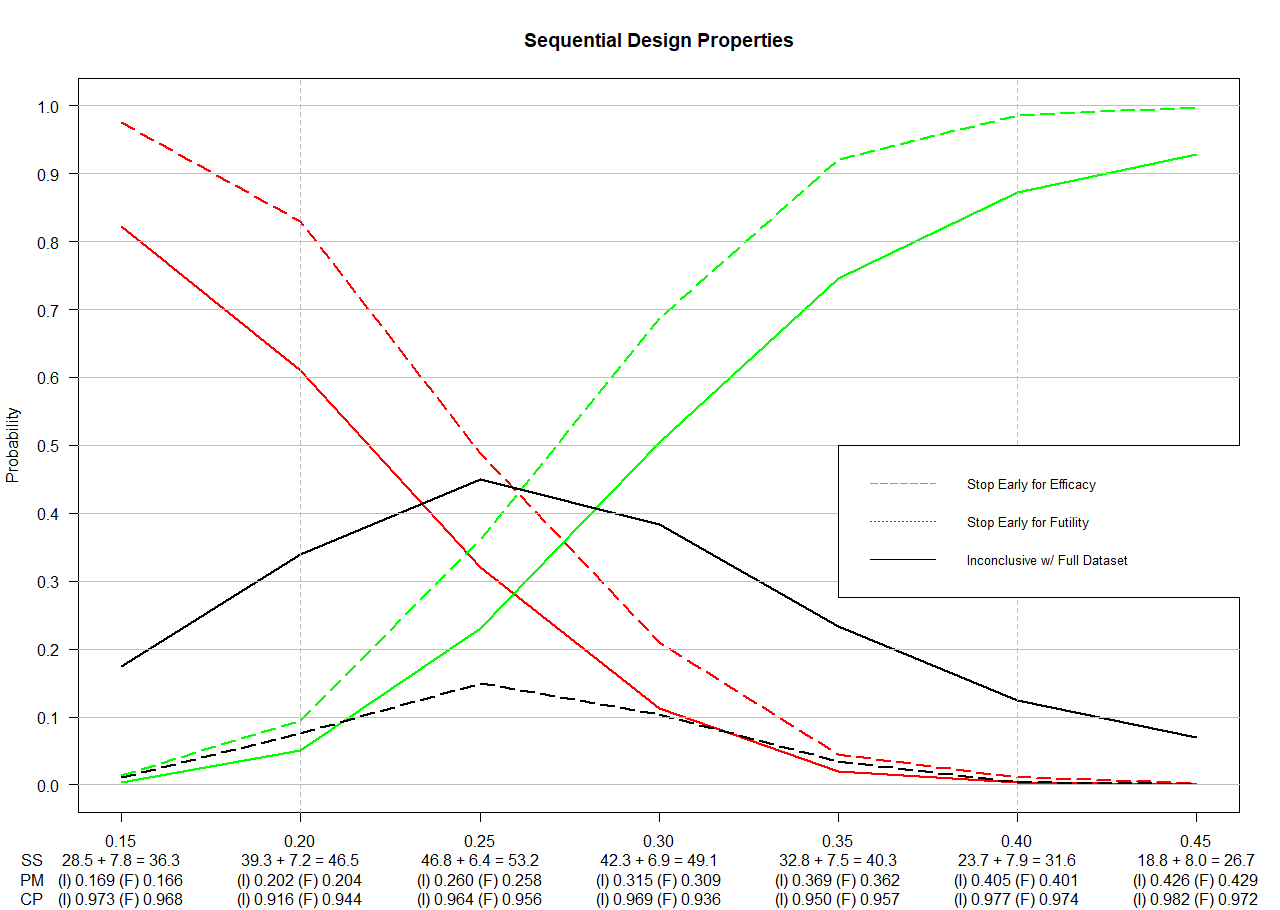 Sequential Design Properties
1.0
0.9
0.8
0.7
0.6
0.5
0.4
0.3
0.2
0.1
0.0
Probability
Stop Early for Efficacy
Stop Early for Futility
Inconclusive w/ Full Dataset
0.15 0.20 0.25 0.30 0.35 0.40 0.45
SS 28.5 + 7.8 = 36.3 39.3 + 7.2 = 46.5 46.8 + 6.4 = 53.2 42.3 + 6.9 = 49.1 32.8 + 7.5 = 40.3 23.7 + 7.9 = 31.6 18.8 + 8.0 = 26.7
PM (I) 0.169 (F) 0.166 (I) 0.202 (F) 0.204 (I) 0.260 (F) 0.258 (I) 0.315 (F) 0.309 (I) 0.369 (F) 0.362 (I) 0.405 (F) 0.401 (I) 0.426 (F) 0.429
CP (I) 0.973 (F) 0.968 (I) 0.916 (F) 0.944 (I) 0.964 (F) 0.956 (I) 0.969 (F) 0.936 (I) 0.950 (F) 0.957 (I) 0.977 (F) 0.974 (I) 0.982 (F) 0.972